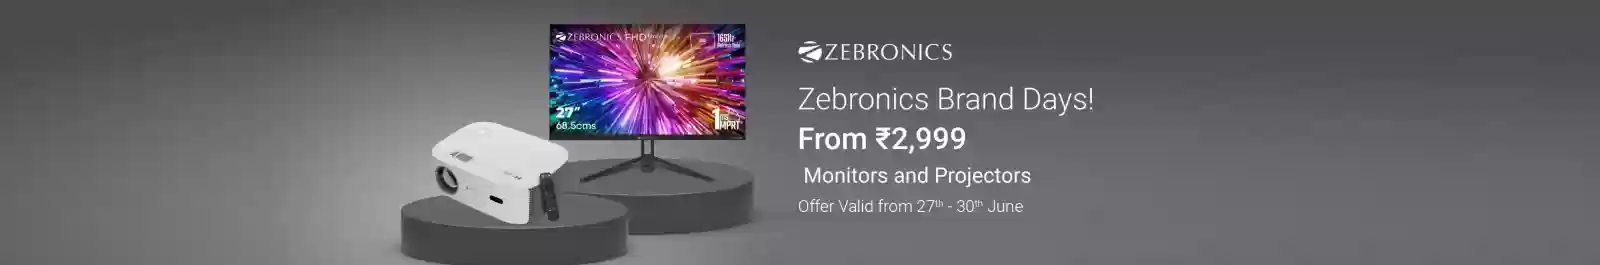 ZEBRONICS FHD
165Hz
27"
68.5cms
1ms
MPRT
ZEBRONICS
Zebronics Brand Days!
From ₹2,999
Monitors and Projectors
Offer Valid from 27th - 30th June